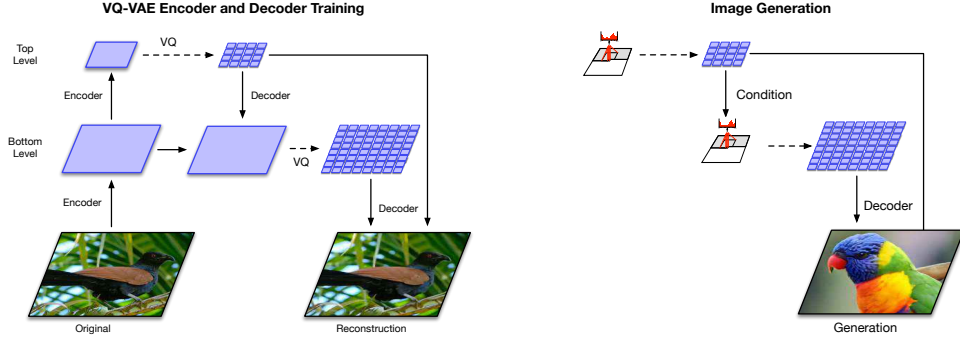 VQ-VAE Encoder and Decoder Training
Top
Level
VQ
Encoder
Decoder
Bottom
Level
VQ
Encoder
Decoder
Original
Reconstruction
Image Generation
Condition
Decoder
Generation